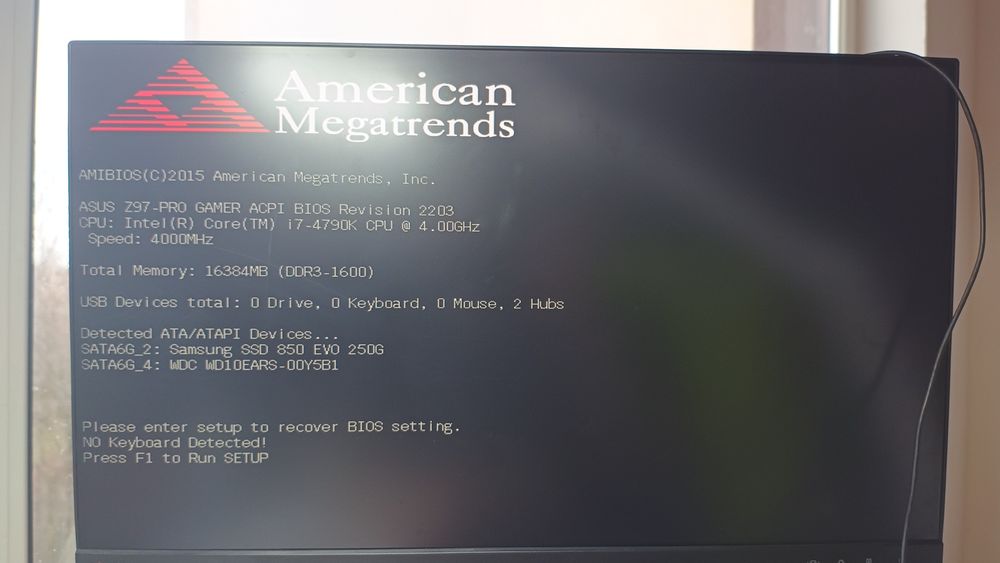 American
Megatrends
AMIBIOS(C)2015 American Megatrends, Inc.
ASUS Z97-PRO GAMER ACPI BIOS Revision 2203
CPU: Intel(R) Core(TM) i7-4790K CPU @ 4.00GHz
Speed: 4000MHz
Total Memory: 16384MB (DDR3-1600)
USB Devices total: 0 Drive, 0 Keyboard, 0 Mouse, 2 Hubs
Detected ATA/ATAPI Devices...
SATA6G_2: Samsung SSD 850 EVO 250G
SATA6G_4: WDC WD10EARS-00Y5B1
Please enter setup to recover BIOS setting.
NO Keyboard Detected!
Press F1 to Run SETUP